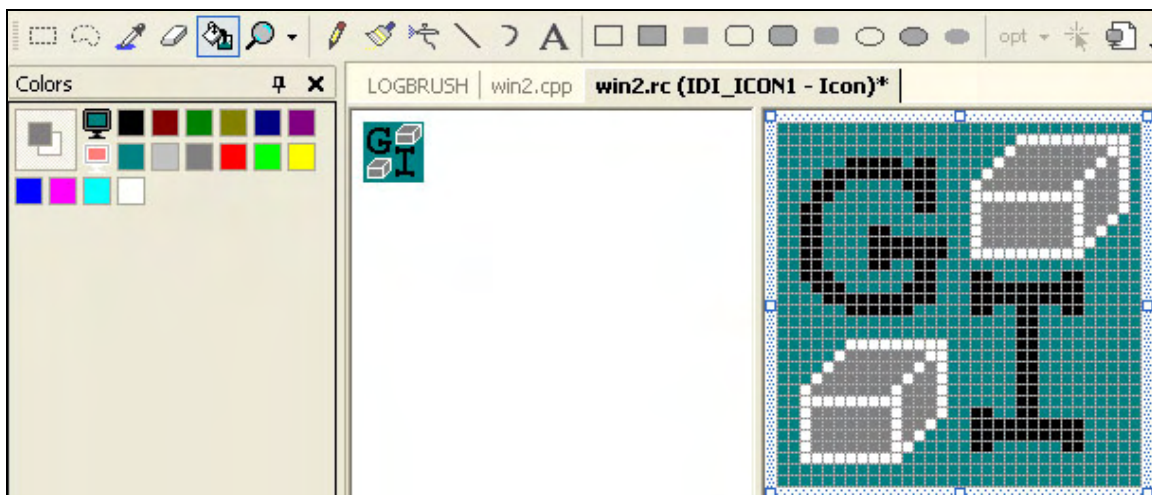 A opt
Colors
LOGBRUSH win2.cpp win2.rc (IDI_ICON1 - Icon)*
G
I
G
I